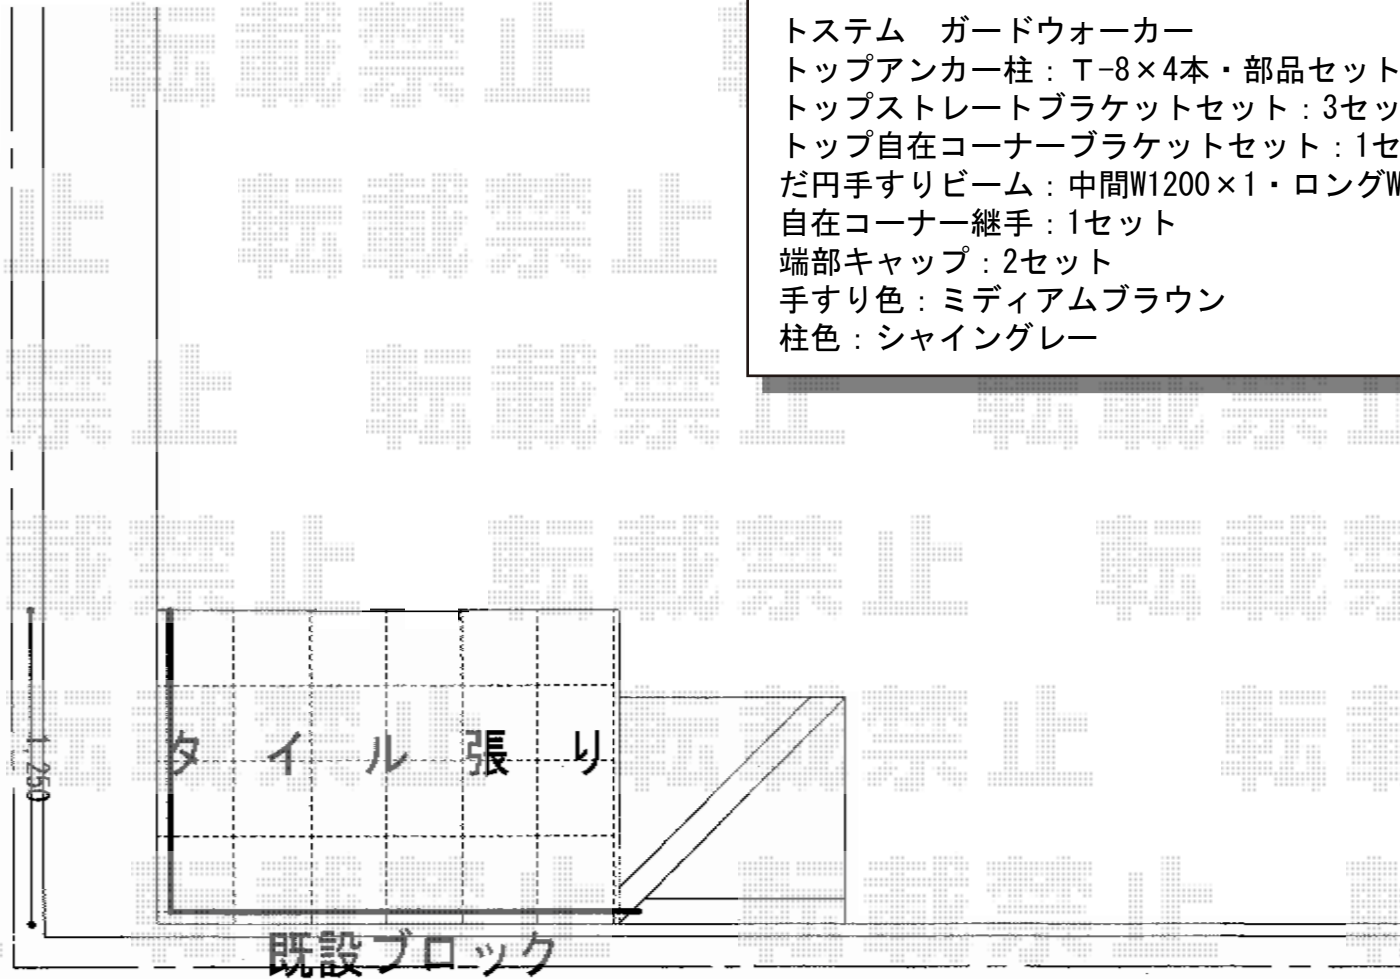 トステム　ガードウォーカー
トップアンカー柱：T-8×4本・部品セット
トップストレートブラケットセット：3セッ
トップ自在コーナーブラケットセット：1セ
だ円手すりビーム：中間W1200×1・ロングW
自在コーナー継手：1セット
端部キャップ：2セット
手すり色：ミディアムブラウン
柱色：シャイングレー
1,250
タイル張り
既設ブロック
転載禁止